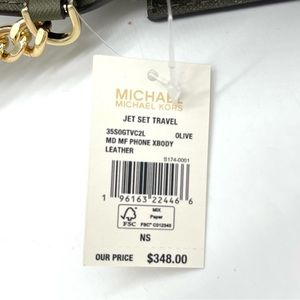 MICHAEL
MICHAEL KORS
JET SET TRAVEL
35S0GTVC2L OLIVE
MD MF PHONE XBODY
LEATHER
S174-0001
1 96163 22446 6
FSC
MIX
Paper
FSC® C012345
NS
OUR PRICE $348.00